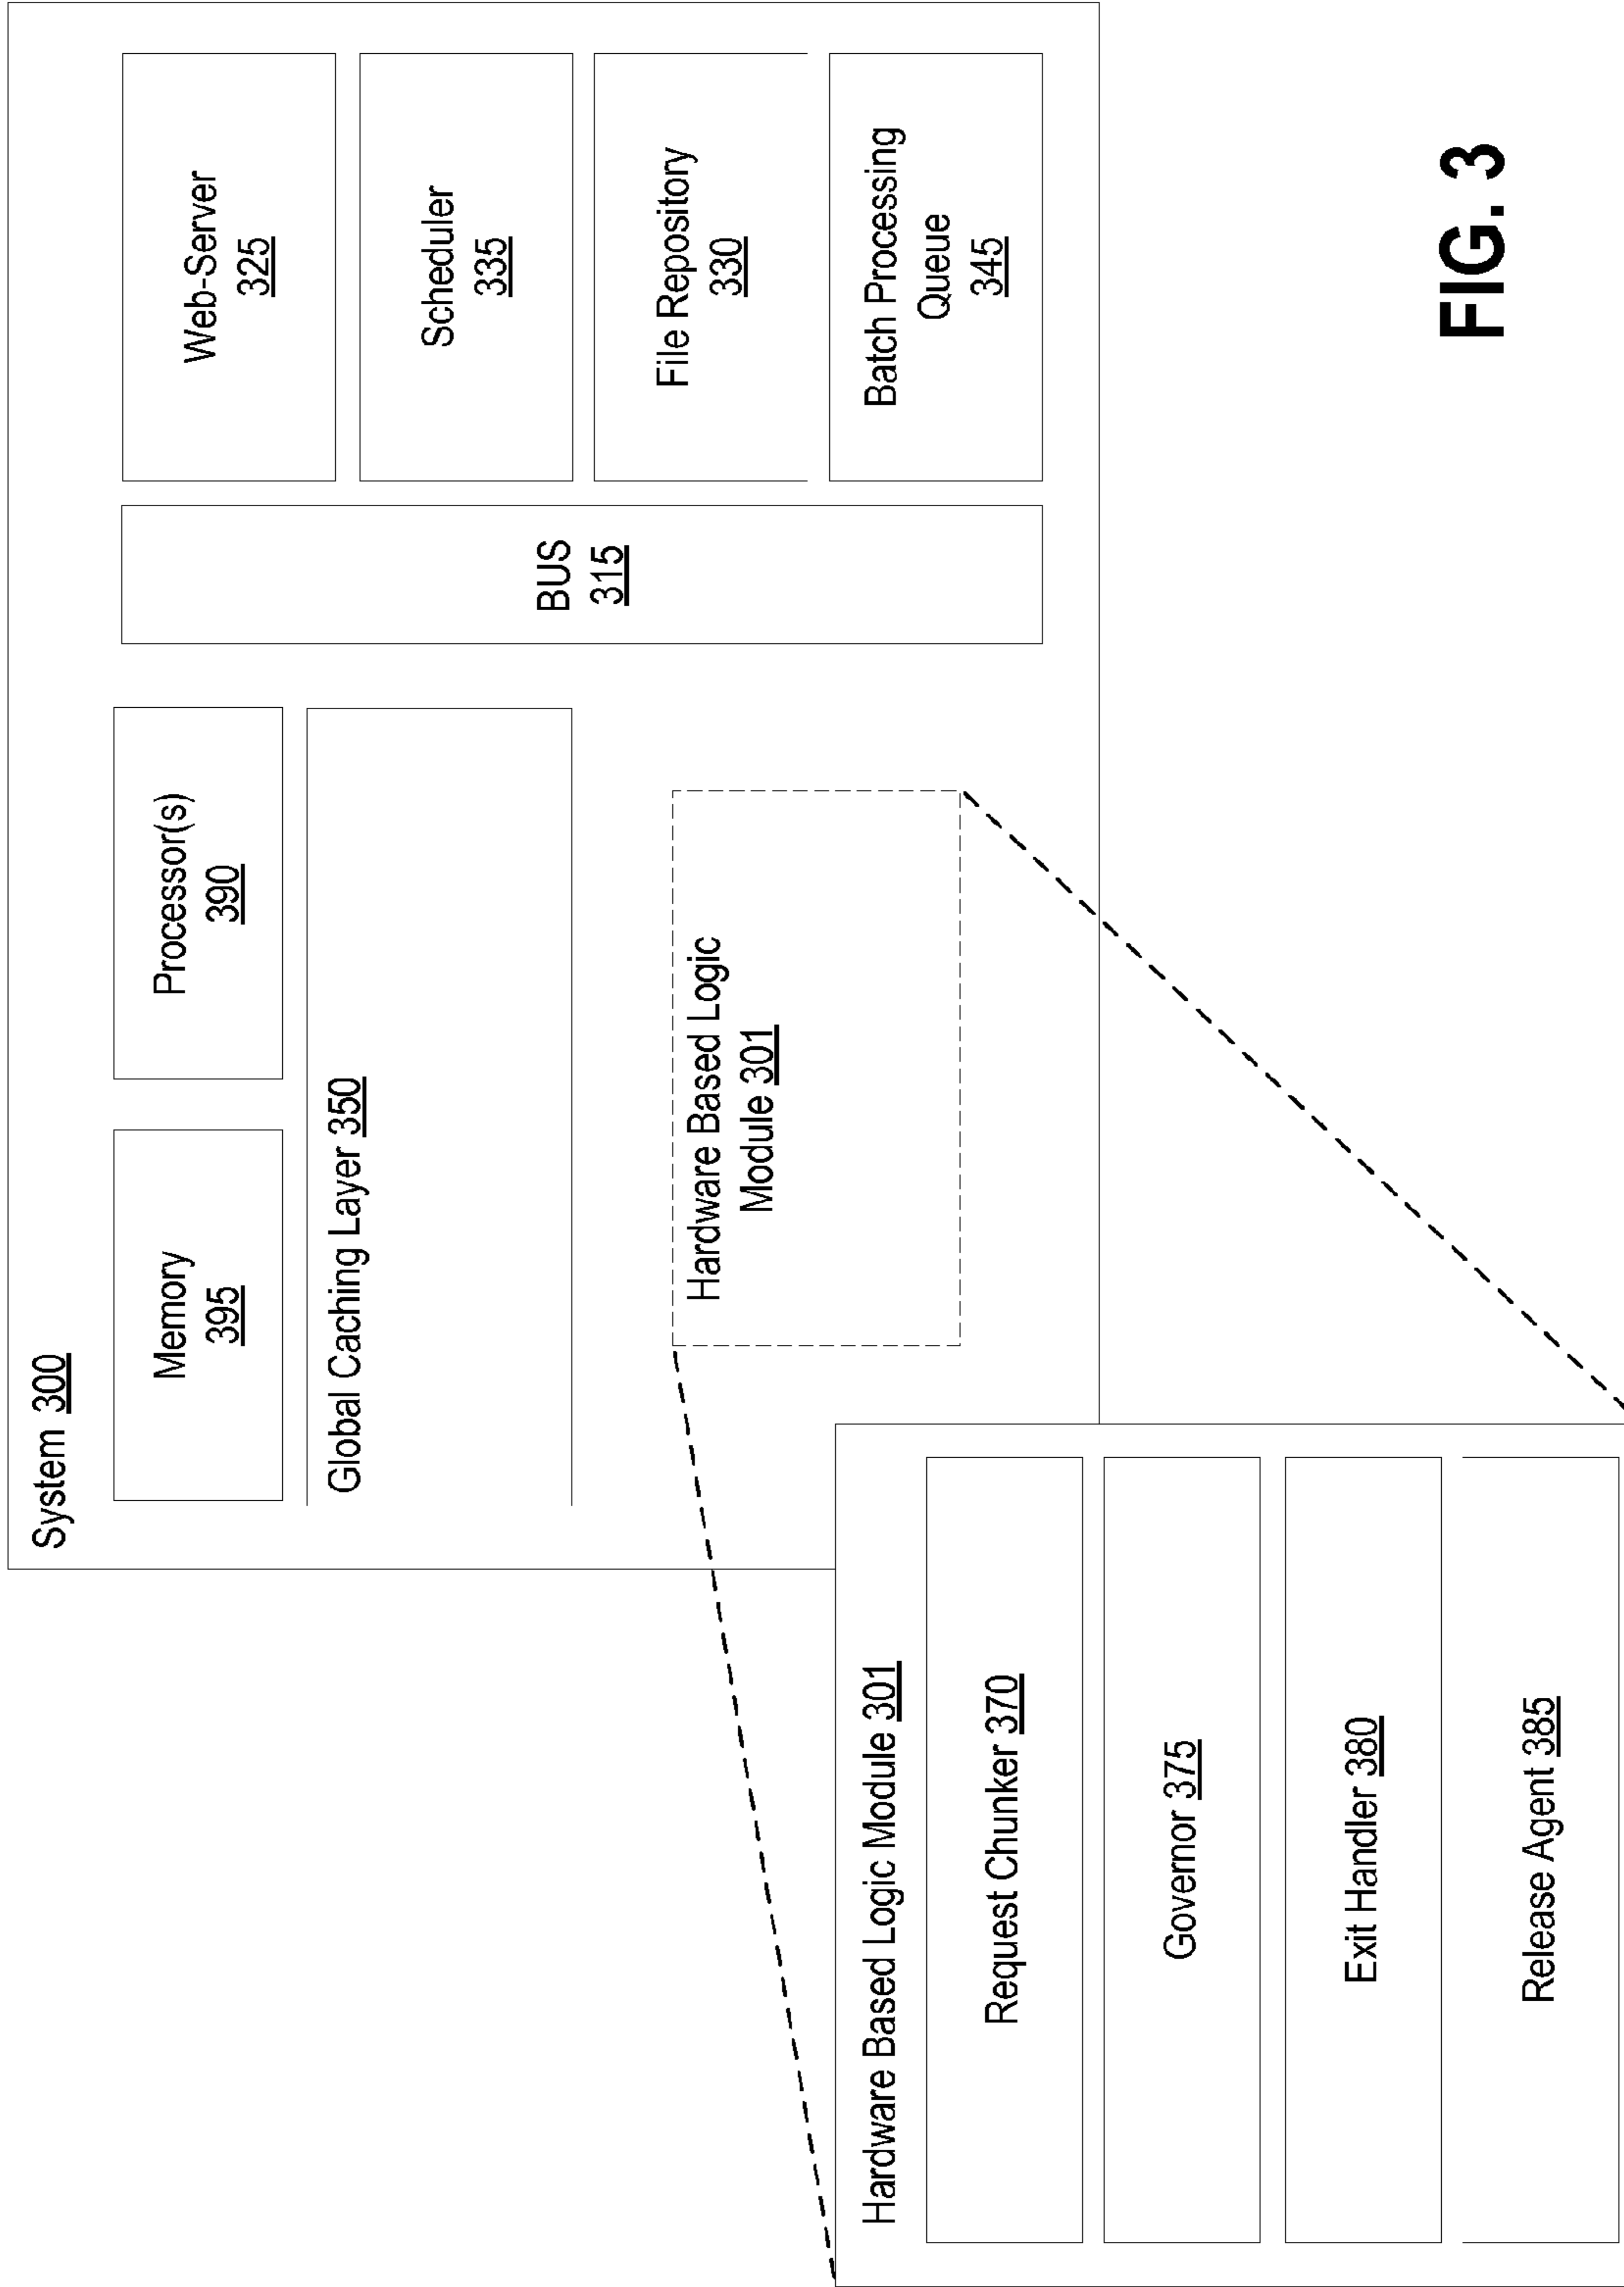 System 300
Memory
395
Processor(s)
390
Global Caching Layer 350
Hardware Based Logic
Module 301
BUS
315
Web-Server
325
Scheduler
335
File Repository
330
Batch Processing
Queue
345
Hardware Based Logic Module 301
Request Chunker 370
Governor 375
Exit Handler 380
Release Agent 385
FIG. 3